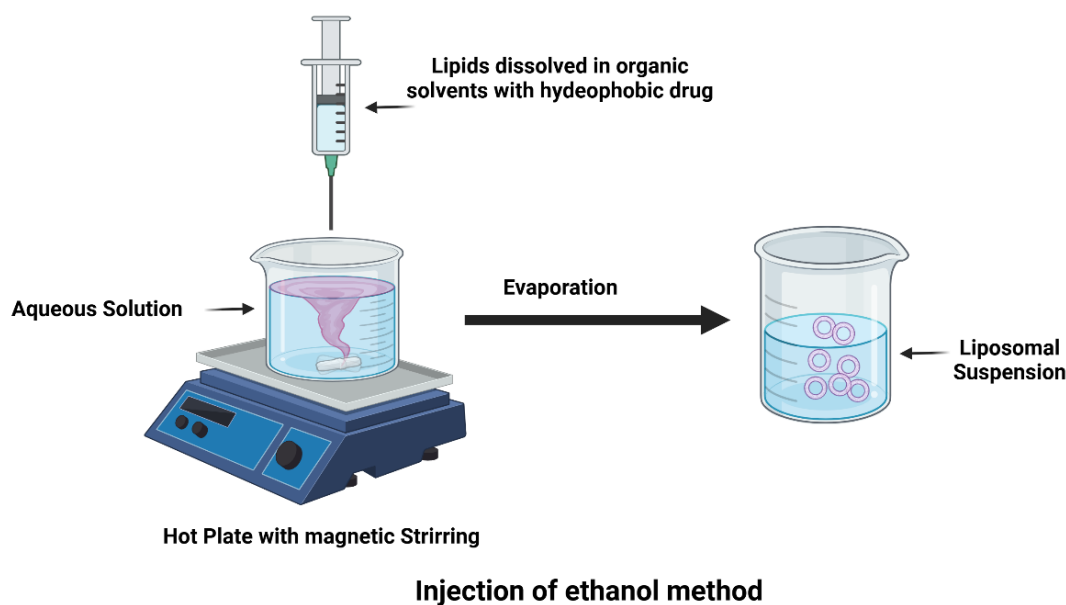 Lipids dissolved in organic
solvents with hydeophobic drug
Aqueous Solution
Evaporation
Liposomal
Suspension
Hot Plate with magnetic Strirring
Injection of ethanol method